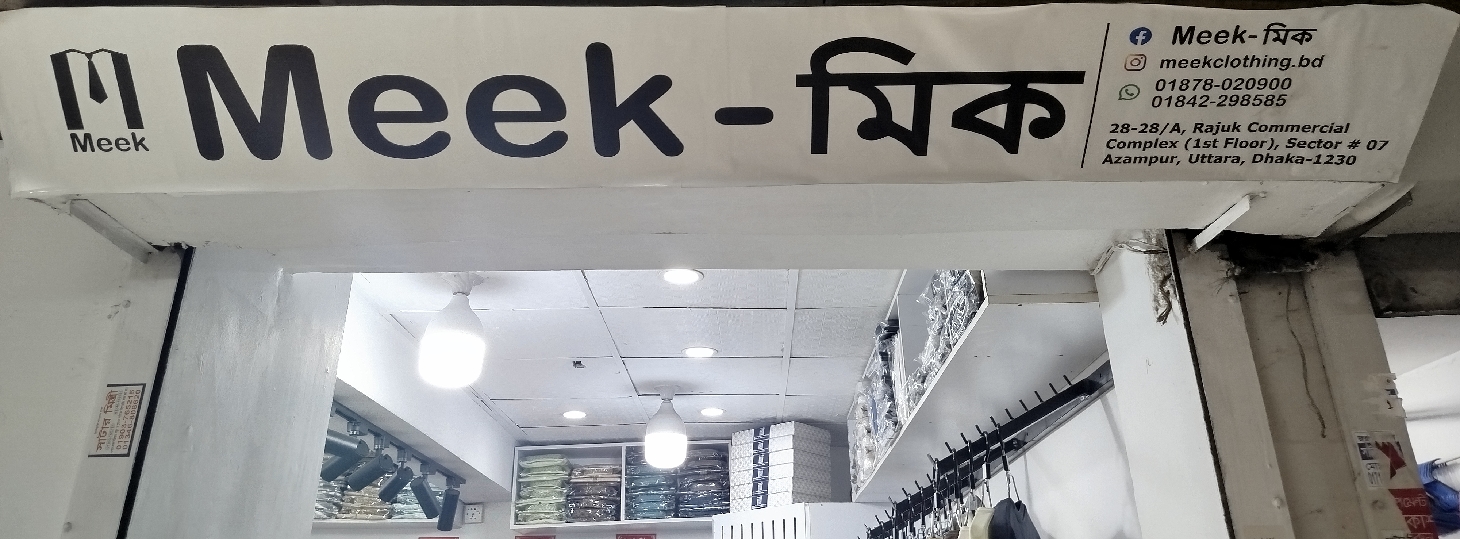 Meek
Meek-মিক
Meek-মিক
meekclothing.bd
01878-020900
01842-298585
28-28/A, Rajuk Commercial
Complex (1st Floor), Sector # 07
Azampur, Uttara, Dhaka-1230
সাটার মিস্ত্রী